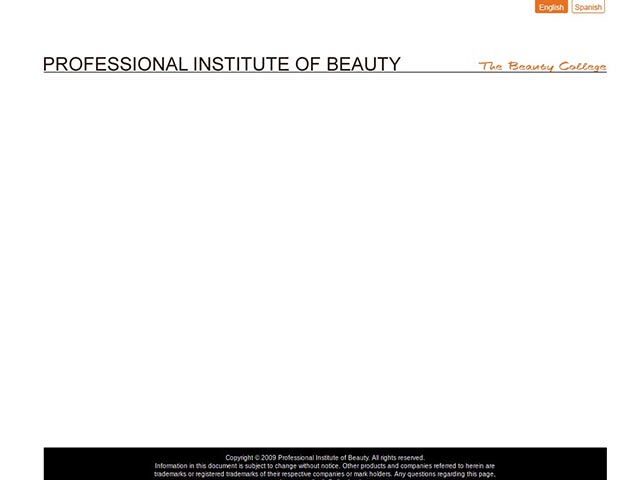 English Spanish
PROFESSIONAL INSTITUTE OF BEAUTY The Beauty College
Copyright © 2009 Professional Institute of Beauty. All rights reserved.
Information in this document is subject to change without notice. Other products and companies referred to herein are
trademarks or registered trademarks of their respective companies or mark holders. Any questions regarding this page,